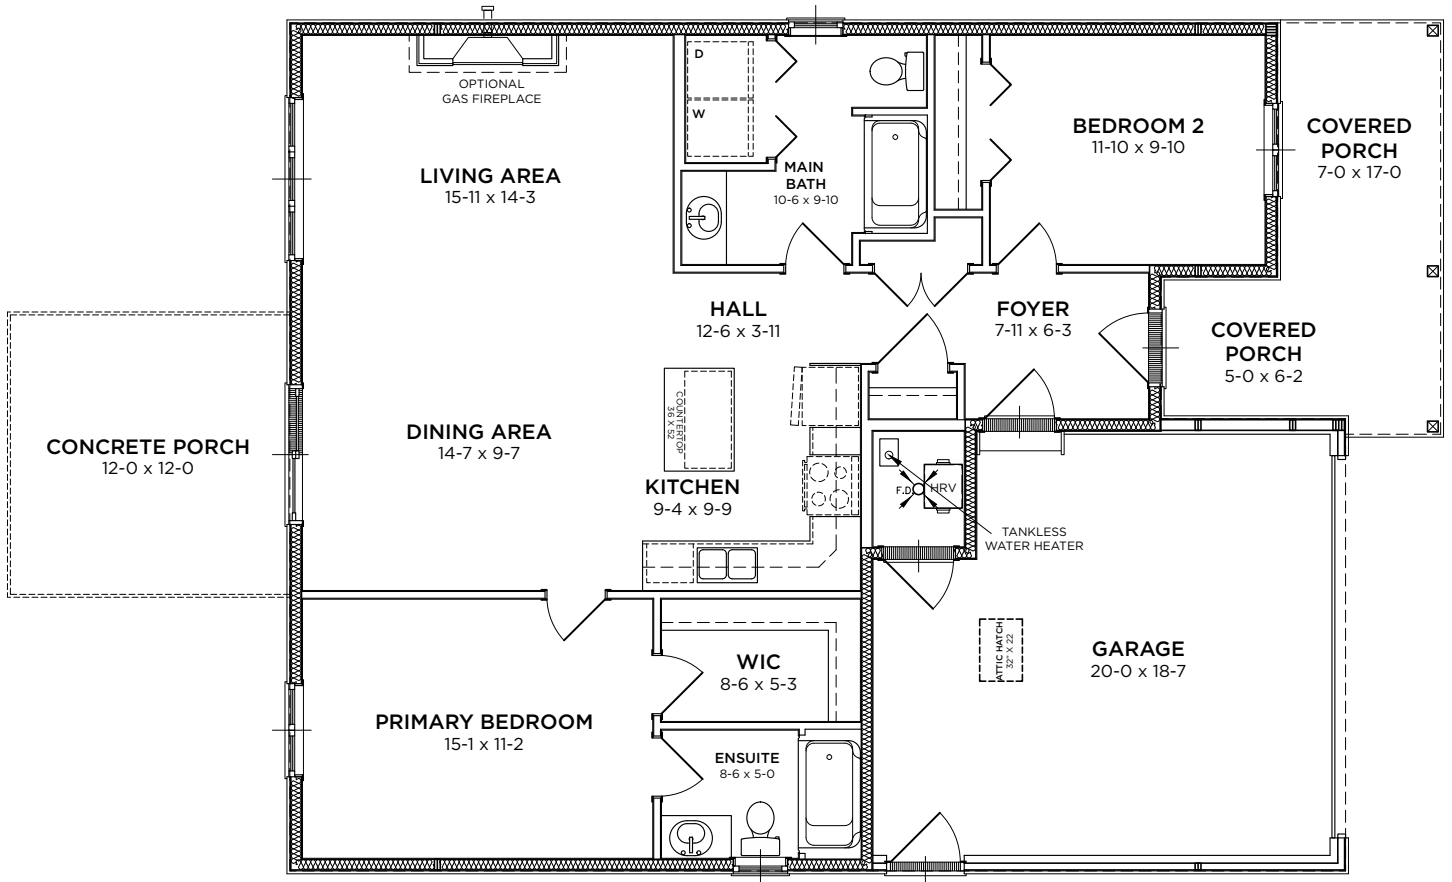 OPTIONAL
GAS FIREPLACE
D
W
LIVING AREA
15-11 x 14-3
MAIN
BATH
10-6 x 9-10
BEDROOM 2
11-10 x 9-10
COVERED
PORCH
7-0 x 17-0
HALL
12-6 x 3-11
FOYER
7-11 x 6-3
COVERED
PORCH
5-0 x 6-2
CONCRETE PORCH
12-0 x 12-0
DINING AREA
14-7 x 9-7
COUNTERTOP
36 X 52
KITCHEN
9-4 x 9-9
F.D.
HRV
TANKLESS
WATER HEATER
WIC
8-6 x 5-3
ATTIC HATCH
32" X 22
GARAGE
20-0 x 18-7
PRIMARY BEDROOM
15-1 x 11-2
ENSUITE
8-6 x 5-0